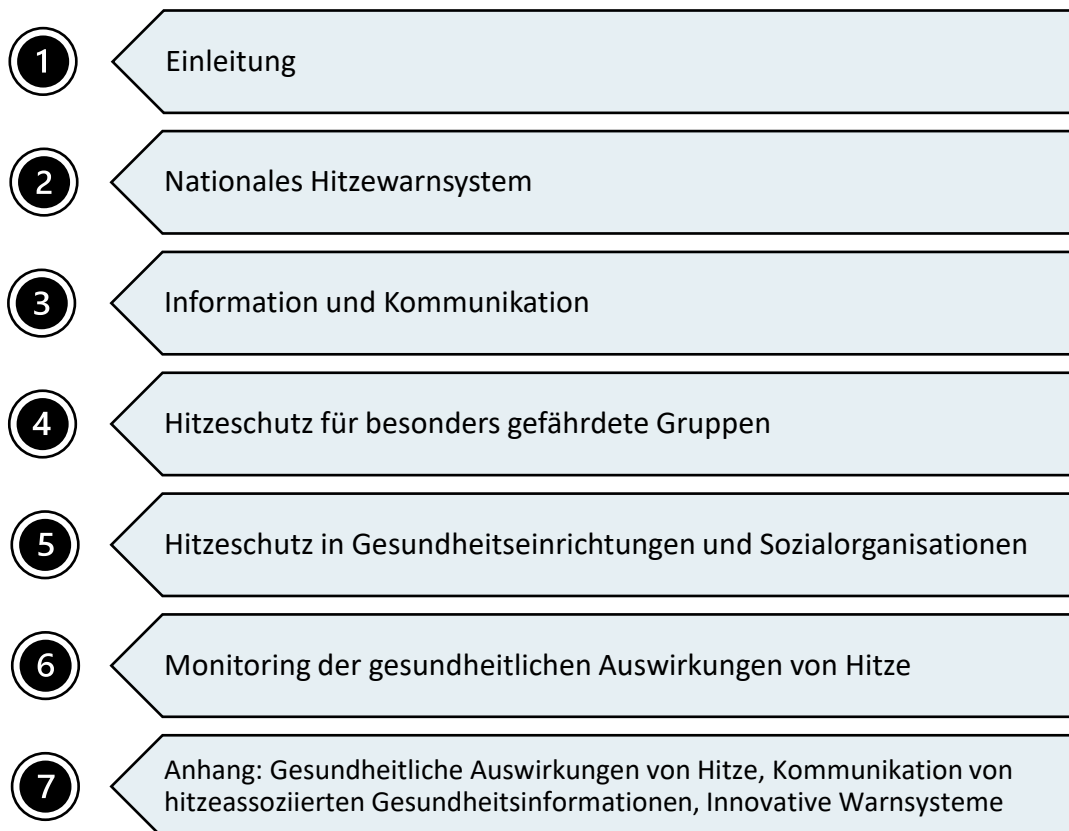 1 Einleitung
2 Nationales Hitzewarnsystem
3 Information und Kommunikation
4 Hitzeschutz für besonders gefährdete Gruppen
5 Hitzeschutz in Gesundheitseinrichtungen und Sozialorganisationen
6 Monitoring der gesundheitlichen Auswirkungen von Hitze
7 Anhang: Gesundheitliche Auswirkungen von Hitze, Kommunikation von
hitzeassoziierten Gesundheitsinformationen, Innovative Warnsysteme